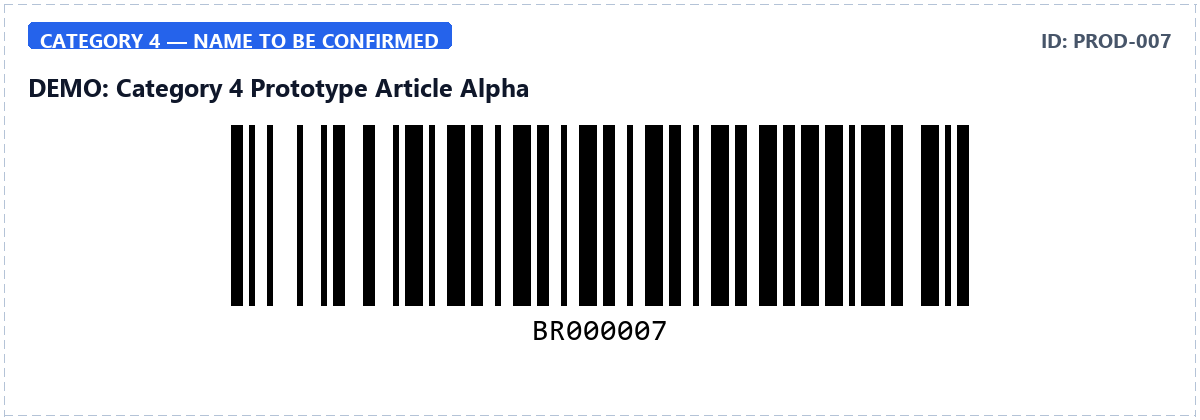 CATEGORY 4 — NAME TO BE CONFIRMED
ID: PROD-007
DEMO: Category 4 Prototype Article Alpha
BR000007